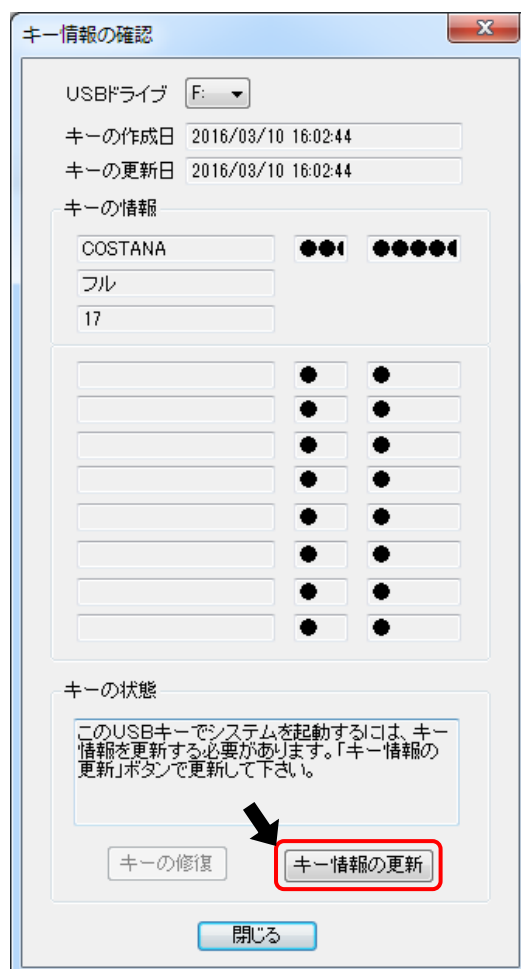 キー情報の確認
USBドライブ F:
キーの作成日 2016/03/10 16:02:44
キーの更新日 2016/03/10 16:02:44
キーの情報
COSTANA ●●● ●●●●●
フル
17
● ●
● ●
● ●
● ●
● ●
● ●
● ●
● ●
キーの状態
このUSBキーでシステムを起動するには、キー
情報を更新する必要があります。「キー情報の
更新」ボタンで更新して下さい。
キーの修復 キー情報の更新
閉じる